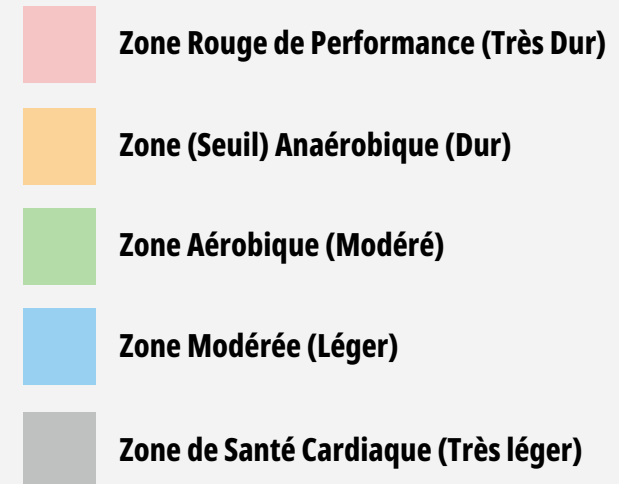 Zone Rouge de Performance (Très Dur)
Zone (Seuil) Anaérobique (Dur)
Zone Aérobique (Modéré)
Zone Modérée (Léger)
Zone de Santé Cardiaque (Très léger)